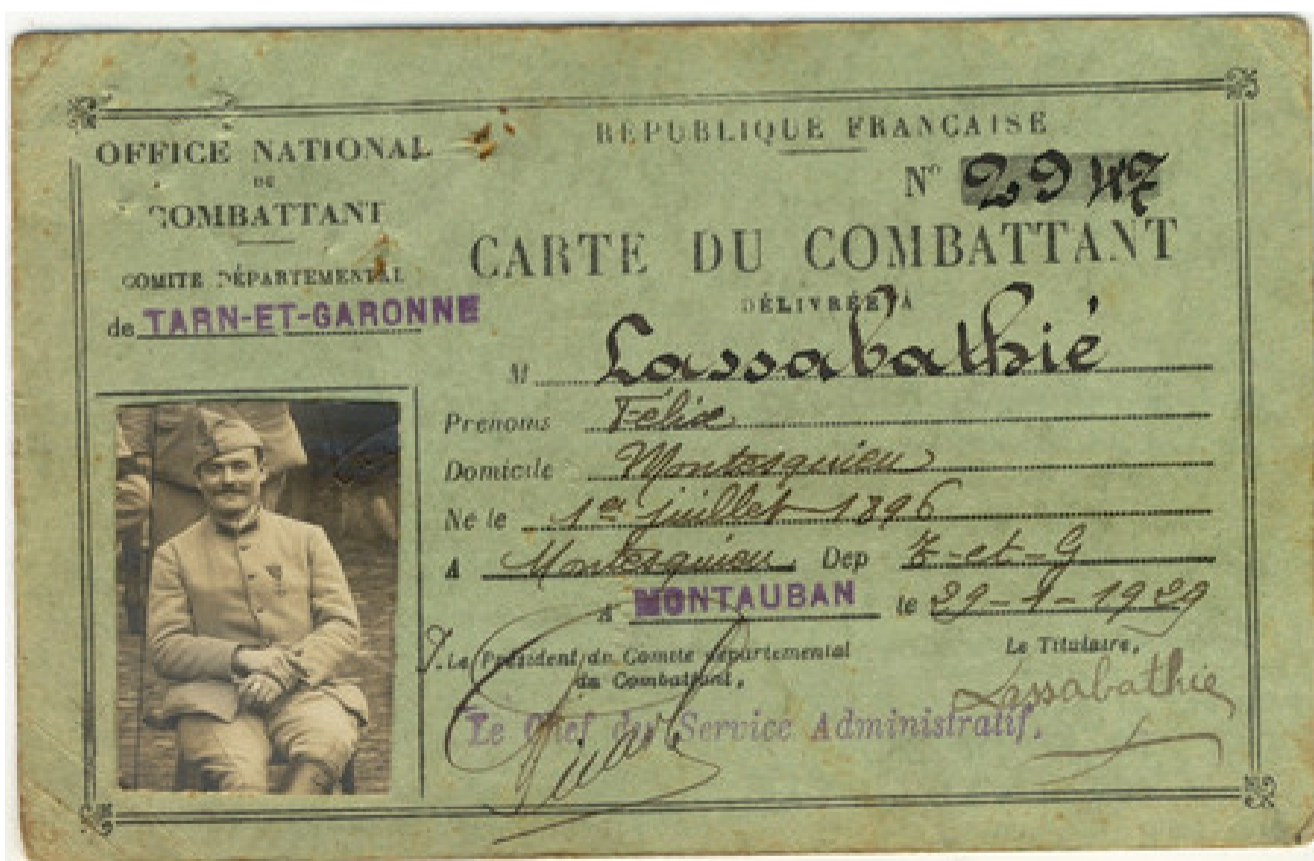 OFFICE NATIONAL
DU
COMBATTANT
COMITE DÉPARTEMENTAL
de TARN-ET-GARONNE
RÉPUBLIQUE FRANÇAISE
N° 2947
CARTE DU COMBATTANT
DÉLIVRÉE À
M Lassabathié
Prenoms Félix
Domicile Montesquieu
Né le 1er juillet 1896
A Montesquieu Dep T-et-G
A MONTAUBAN le 29-1-1929
P. Le Président du Comité départemental
du Combattant,
Le Chef du Service Administratif,
Le Titulaire,
Lassabathie